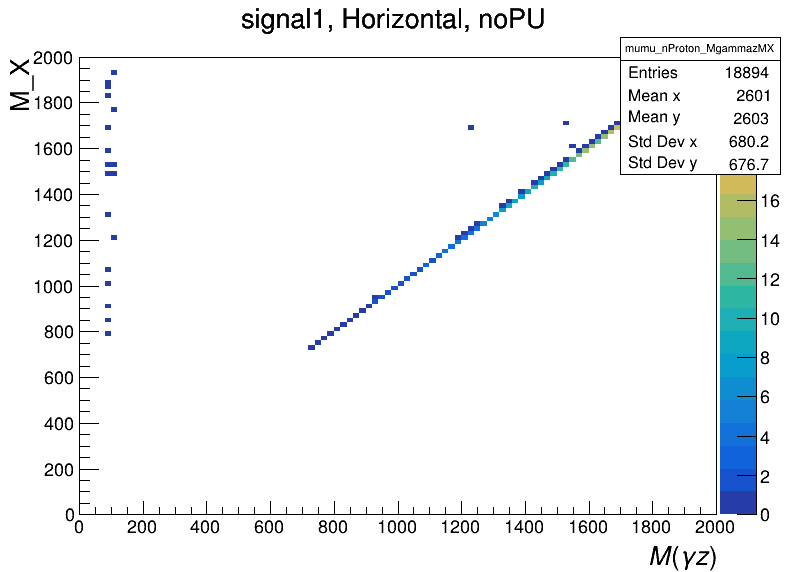 signal1, Horizontal, noPU
mumu_nProton_MgammazMX
Entries 18894
Mean x 2601
Mean y 2603
Std Dev x 680.2
Std Dev y 676.7
M_X
2000
1800
1600
1400
1200
1000
800
600
400
200
0
16
14
12
10
8
6
4
2
0
0 200 400 600 800 1000 1200 1400 1600 1800 2000
M(γz)